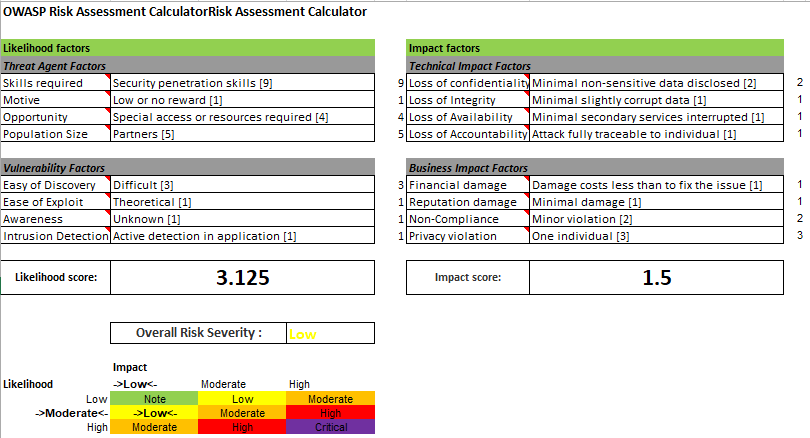 OWASP Risk Assessment CalculatorRisk Assessment Calculator
Likelihood factors Impact factors
Threat Agent Factors Technical Impact Factors
Skills required Security penetration skills [9] 9 Loss of confidentiality Minimal non-sensitive data disclosed [2] 2
Motive Low or no reward [1] 1 Loss of Integrity Minimal slightly corrupt data [1] 1
Opportunity Special access or resources required [4] 4 Loss of Availability Minimal secondary services interrupted [1] 1
Population Size Partners [5] 5 Loss of Accountability Attack fully traceable to individual [1] 1
Vulnerability Factors Business Impact Factors
Easy of Discovery Difficult [3] 3 Financial damage Damage costs less than to fix the issue [1] 1
Ease of Exploit Theoretical [1] 1 Reputation damage Minimal damage [1] 1
Awareness Unknown [1] 1 Non-Compliance Minor violation [2] 2
Intrusion Detection Active detection in application [1] 1 Privacy violation One individual [3] 3
Likelihood score: 3.125 Impact score: 1.5
Overall Risk Severity : Low
Impact
Likelihood ->Low<- Moderate High
Low Note Low Moderate
->Moderate<- ->Low<- Moderate High
High Moderate High Critical